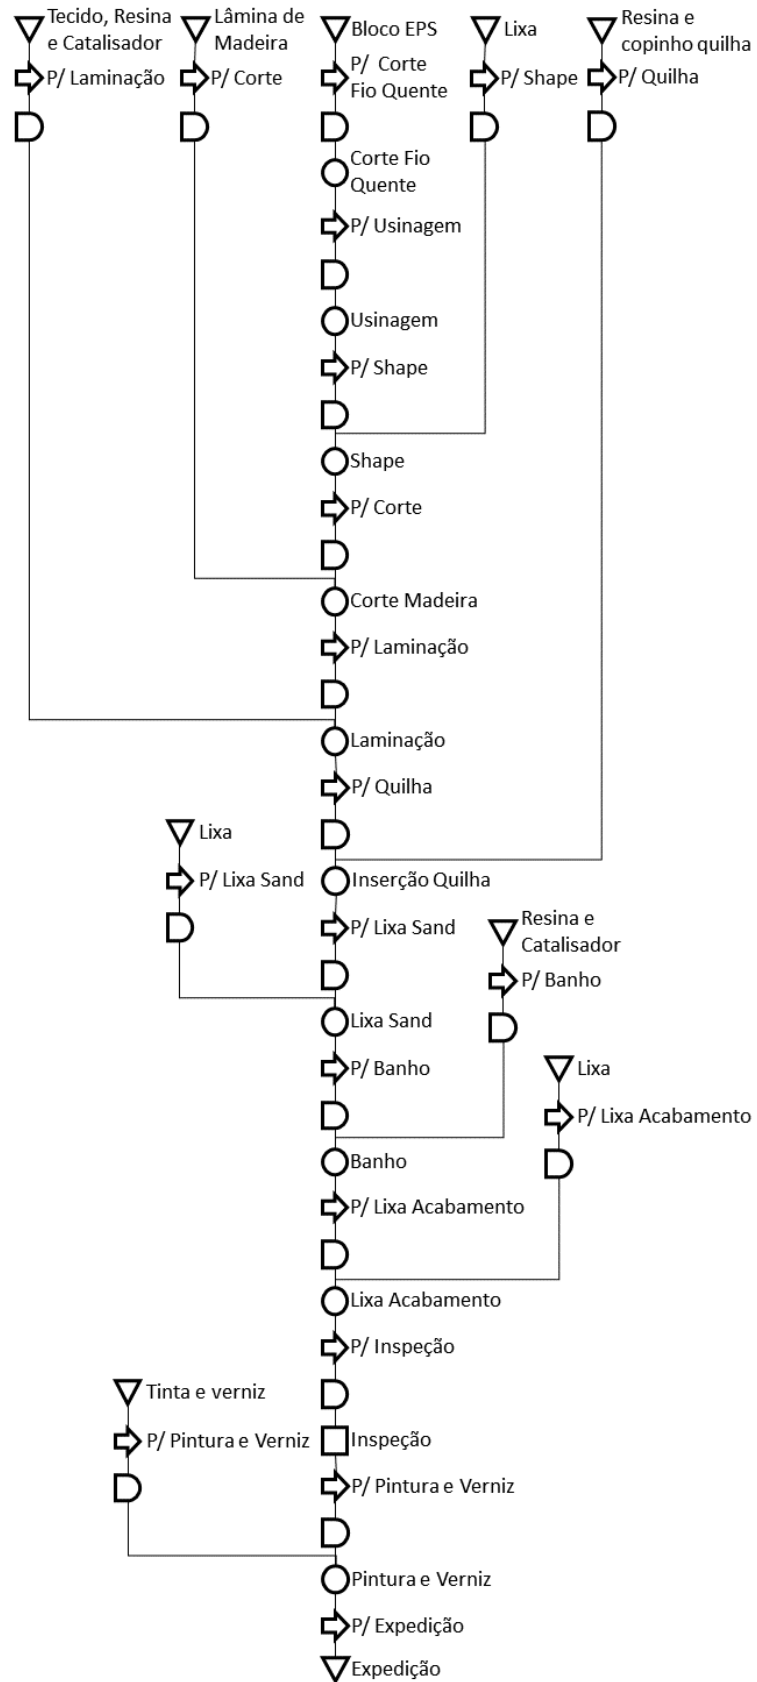 Tecido, Resina
e Catalisador
Lâmina de
Madeira
Bloco EPS
Lixa
Resina e
copinho quilha
P/ Laminação
P/ Corte
P/ Corte
Fio Quente
P/ Shape
P/ Quilha
Corte Fio
Quente
P/ Usinagem
Usinagem
P/ Shape
Shape
P/ Corte
Corte Madeira
P/ Laminação
Laminação
P/ Quilha
Lixa
P/ Lixa Sand
Inserção Quilha
P/ Lixa Sand
Resina e
Catalisador
P/ Banho
Lixa Sand
P/ Banho
Lixa
P/ Lixa Acabamento
Banho
P/ Lixa Acabamento
Lixa Acabamento
P/ Inspeção
Tinta e verniz
P/ Pintura e Verniz
Inspeção
P/ Pintura e Verniz
Pintura e Verniz
P/ Expedição
Expedição